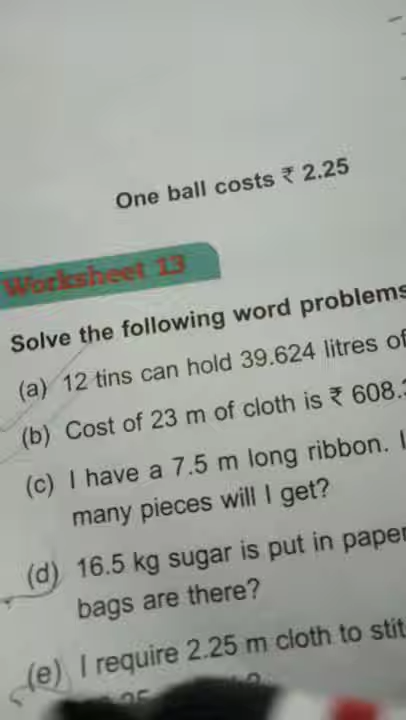 One ball costs ₹ 2.25
Worksheet 13
Solve the following word problems
(a) 12 tins can hold 39.624 litres of
(b) Cost of 23 m of cloth is ₹ 608.
(c) I have a 7.5 m long ribbon. I
many pieces will I get?
(d) 16.5 kg sugar is put in paper
bags are there?
(e) I require 2.25 m cloth to stit